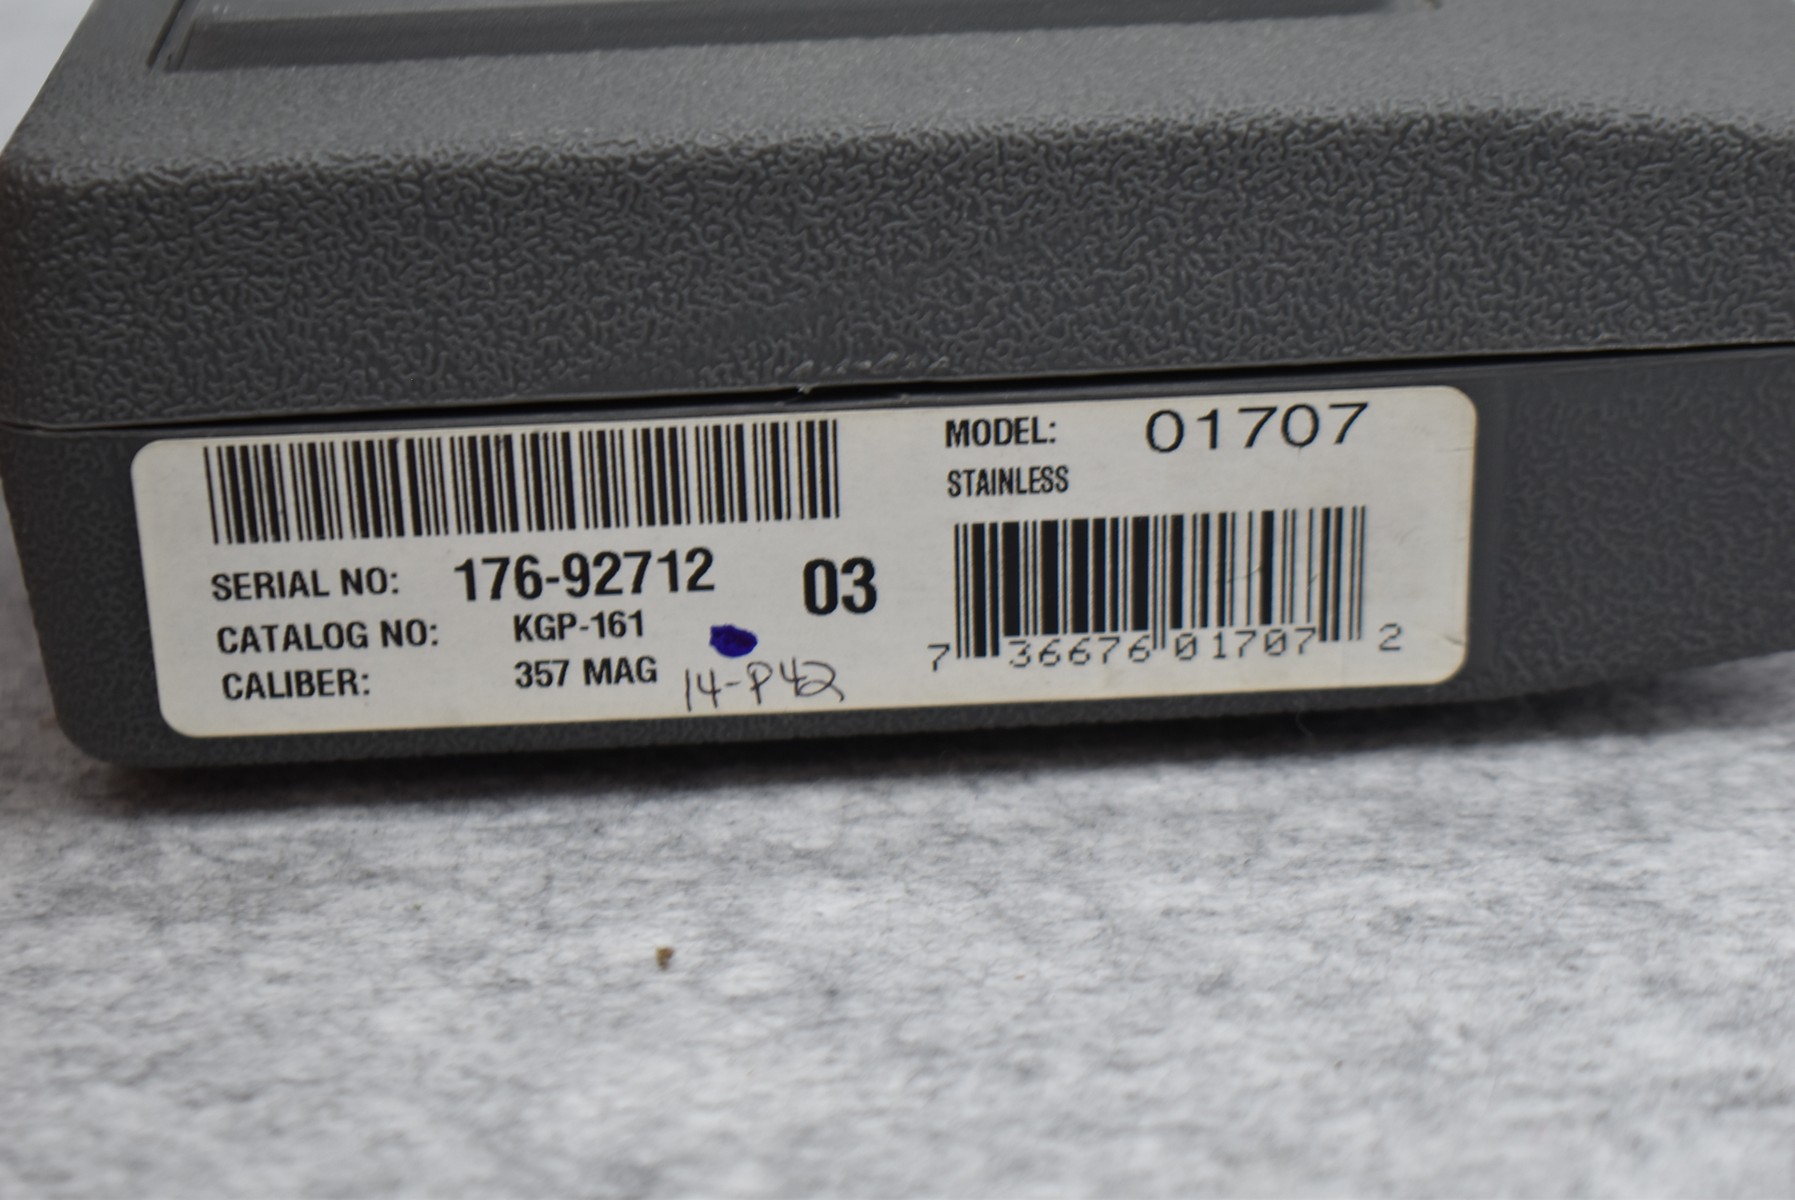 SERIAL NO: 176-92712 03
CATALOG NO: KGP-161
CALIBER: 357 MAG 14-P42
MODEL: 01707
STAINLESS
7 36676 01707 2